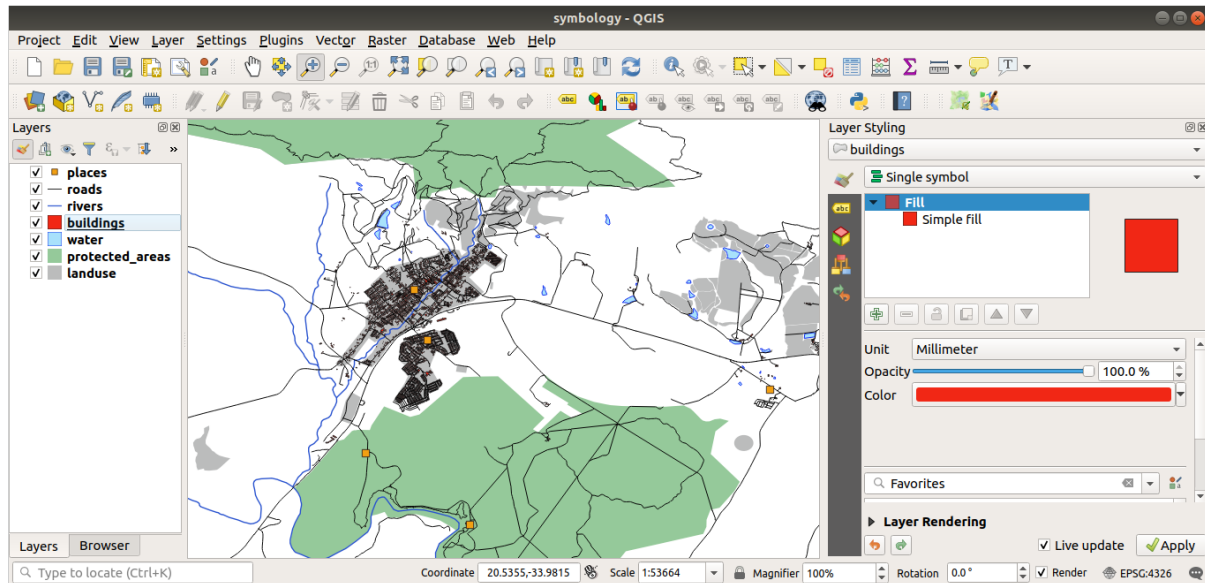 symbology - QGIS
Project Edit View Layer Settings Plugins Vector Raster Database Web Help
Layers
places
roads
rivers
buildings
water
protected_areas
landuse
Layers Browser
Layer Styling
buildings
Single symbol
Fill
Simple fill
Unit Millimeter
Opacity 100.0 %
Color
Favorites
Layer Rendering
Live update Apply
Type to locate (Ctrl+K) Coordinate 20.5355,-33.9815 Scale 1:53664 Magnifier 100% Rotation 0.0° Render EPSG:4326